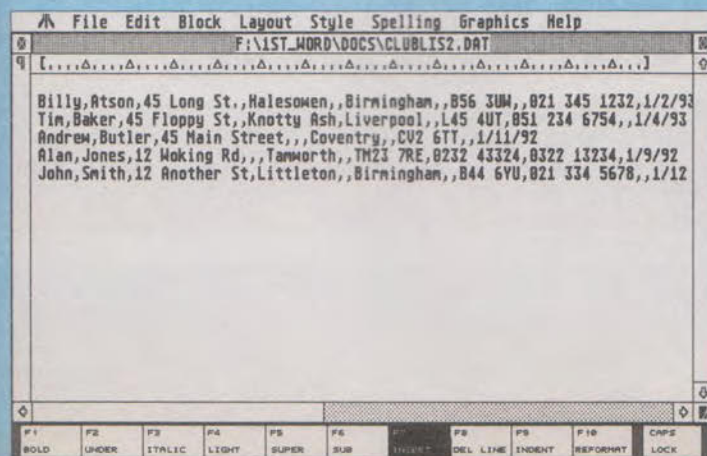 File Edit Block Layout Style Spelling Graphics Help
F:\1ST_WORD\DOCS\CLUBLIS2.DAT
Billy,Atson,45 Long St.,Halesowen,,Birmingham,,B56 3UW,,021 345 1232,1/2/93
Tim,Baker,45 Floppy St,,Knotty Ash,Liverpool,,L45 4UT,051 234 6754,,1/4/93
Andrew,Butler,45 Main Street,,,Coventry,,CV2 6TT,,1/11/92
Alan,Jones,12 Woking Rd,,,Tamworth,,TM23 7RE,0232 43324,0322 13234,1/9/92
John,Smith,12 Another St,Littleton,,Birmingham,,B44 6YU,021 334 5678,,1/12
F1 F2 F3 F4 F5 F6 F7 F8 F9 F10 CAPS
BOLD UNDER ITALIC LIGHT SUPER SUB INSERT DEL LINE INDENT REFORMAT LOCK